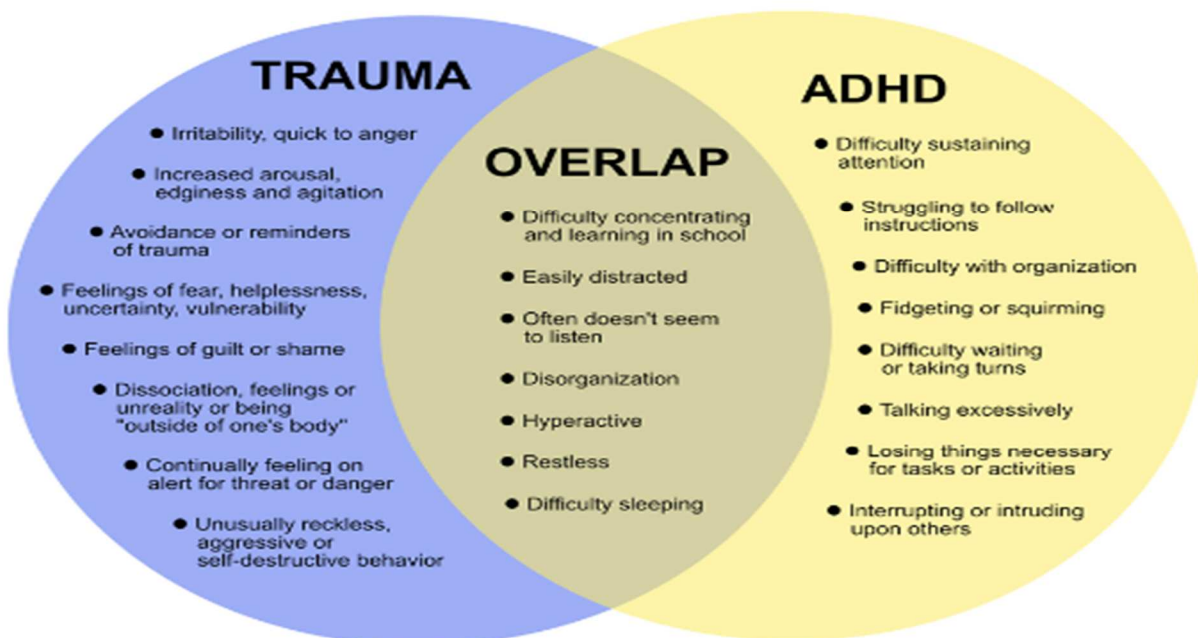 TRAUMA
● Irritability, quick to anger
● Increased arousal,
edginess and agitation
● Avoidance or reminders
of trauma
● Feelings of fear, helplessness,
uncertainty, vulnerability
● Feelings of guilt or shame
● Dissociation, feelings or
unreality or being
"outside of one's body"
● Continually feeling on
alert for threat or danger
● Unusually reckless,
aggressive or
self-destructive behavior
OVERLAP
● Difficulty concentrating
and learning in school
● Easily distracted
● Often doesn't seem
to listen
● Disorganization
● Hyperactive
● Restless
● Difficulty sleeping
ADHD
● Difficulty sustaining
attention
● Struggling to follow
instructions
● Difficulty with organization
● Fidgeting or squirming
● Difficulty waiting
or taking turns
● Talking excessively
● Losing things necessary
for tasks or activities
● Interrupting or intruding
upon others